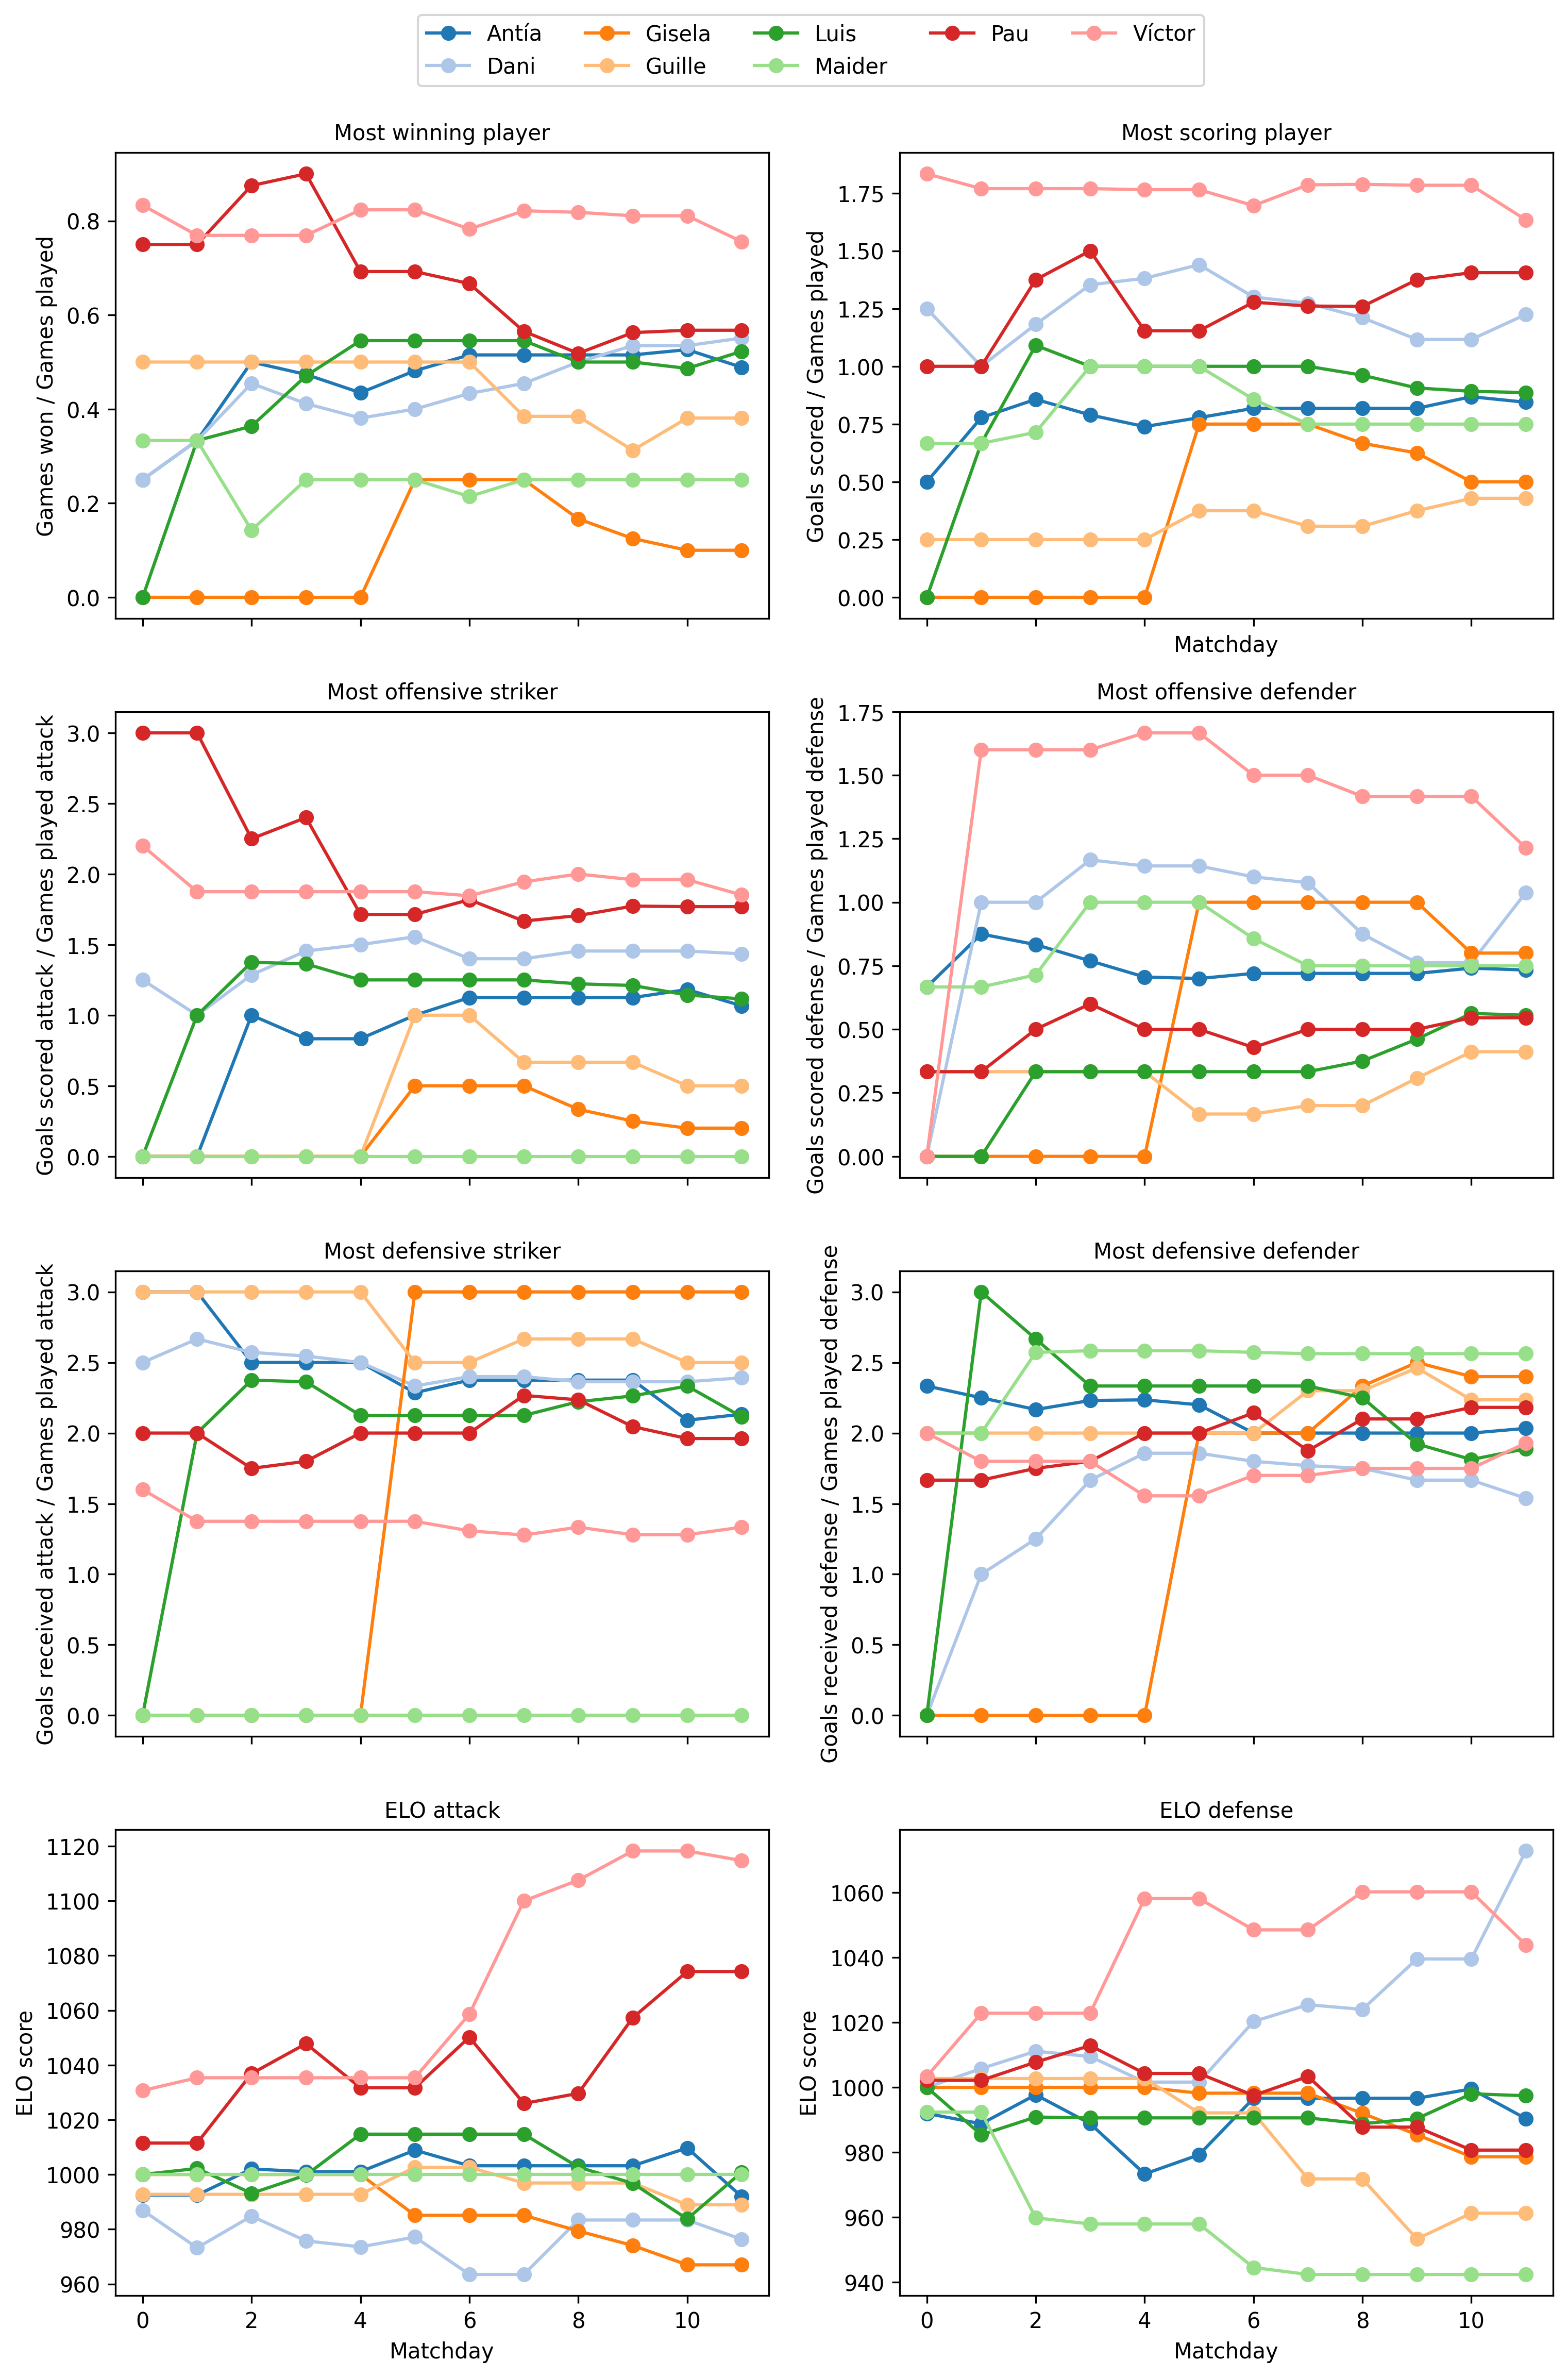 Antía Gisela Luis Pau Víctor
Dani Guille Maider
Most winning player
Games won / Games played
0.8
0.6
0.4
0.2
0.0
Most scoring player
Goals scored / Games played
1.75
1.50
1.25
1.00
0.75
0.50
0.25
0.00
Matchday
Most offensive striker
Goals scored attack / Games played attack
3.0
2.5
2.0
1.5
1.0
0.5
0.0
Most offensive defender
Goals scored defense / Games played defense
1.75
1.50
1.25
1.00
0.75
0.50
0.25
0.00
Most defensive striker
Goals received attack / Games played attack
3.0
2.5
2.0
1.5
1.0
0.5
0.0
Most defensive defender
Goals received defense / Games played defense
3.0
2.5
2.0
1.5
1.0
0.5
0.0
ELO attack
ELO score
1120
1100
1080
1060
1040
1020
1000
980
960
0 2 4 6 8 10
Matchday
ELO defense
ELO score
1060
1040
1020
1000
980
960
940
0 2 4 6 8 10
Matchday